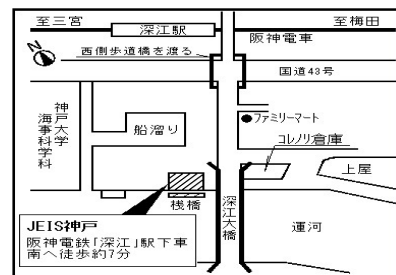 至三宮
深江駅
至梅田
阪神電車
西側歩道橋を渡る
国道43号
神戸大学
海事科学科
船溜り
ファミリーマート
コレノリ倉庫
上屋
桟橋
深江大橋
運河
JEIS神戸
阪神電鉄「深江」駅下車
南へ徒歩約7分